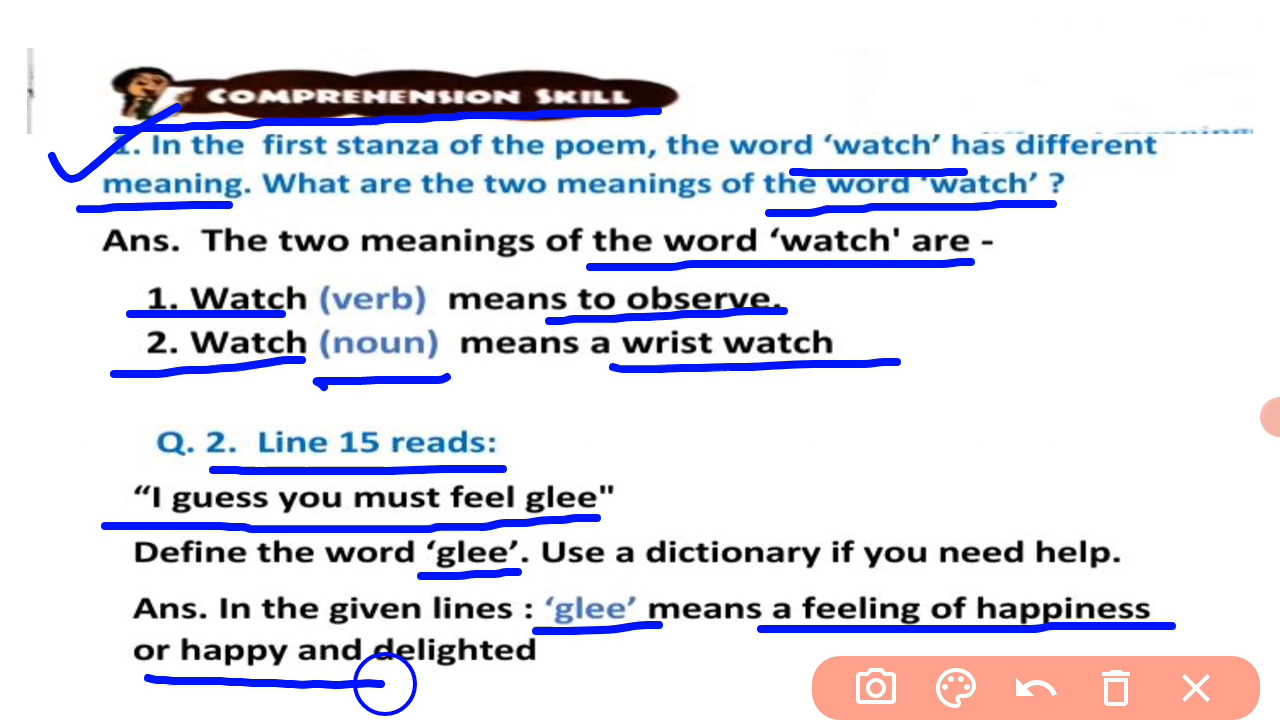 COMPREHENSION SKILL
1. In the first stanza of the poem, the word ‘watch’ has different
meaning. What are the two meanings of the word ‘watch’ ?
Ans. The two meanings of the word ‘watch' are -
1. Watch (verb) means to observe.
2. Watch (noun) means a wrist watch
Q. 2. Line 15 reads:
“I guess you must feel glee"
Define the word ‘glee’. Use a dictionary if you need help.
Ans. In the given lines : ‘glee’ means a feeling of happiness
or happy and delighted